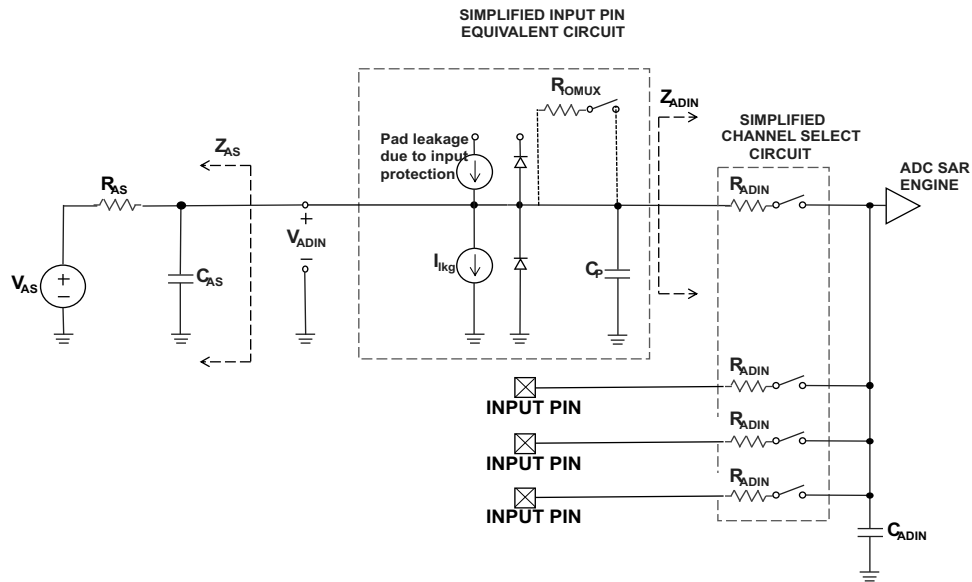 SIMPLIFIED INPUT PIN
EQUIVALENT CIRCUIT
RIOMUX
ZADIN
SIMPLIFIED
CHANNEL SELECT
CIRCUIT
Pad leakage
due to input
protection
ZAS
RAS
RADIN
ADC SAR
ENGINE
+
VADIN
−
Ilkg
CP
CAS
VAS
+
−
RADIN
INPUT PIN
RADIN
INPUT PIN
RADIN
INPUT PIN
CADIN